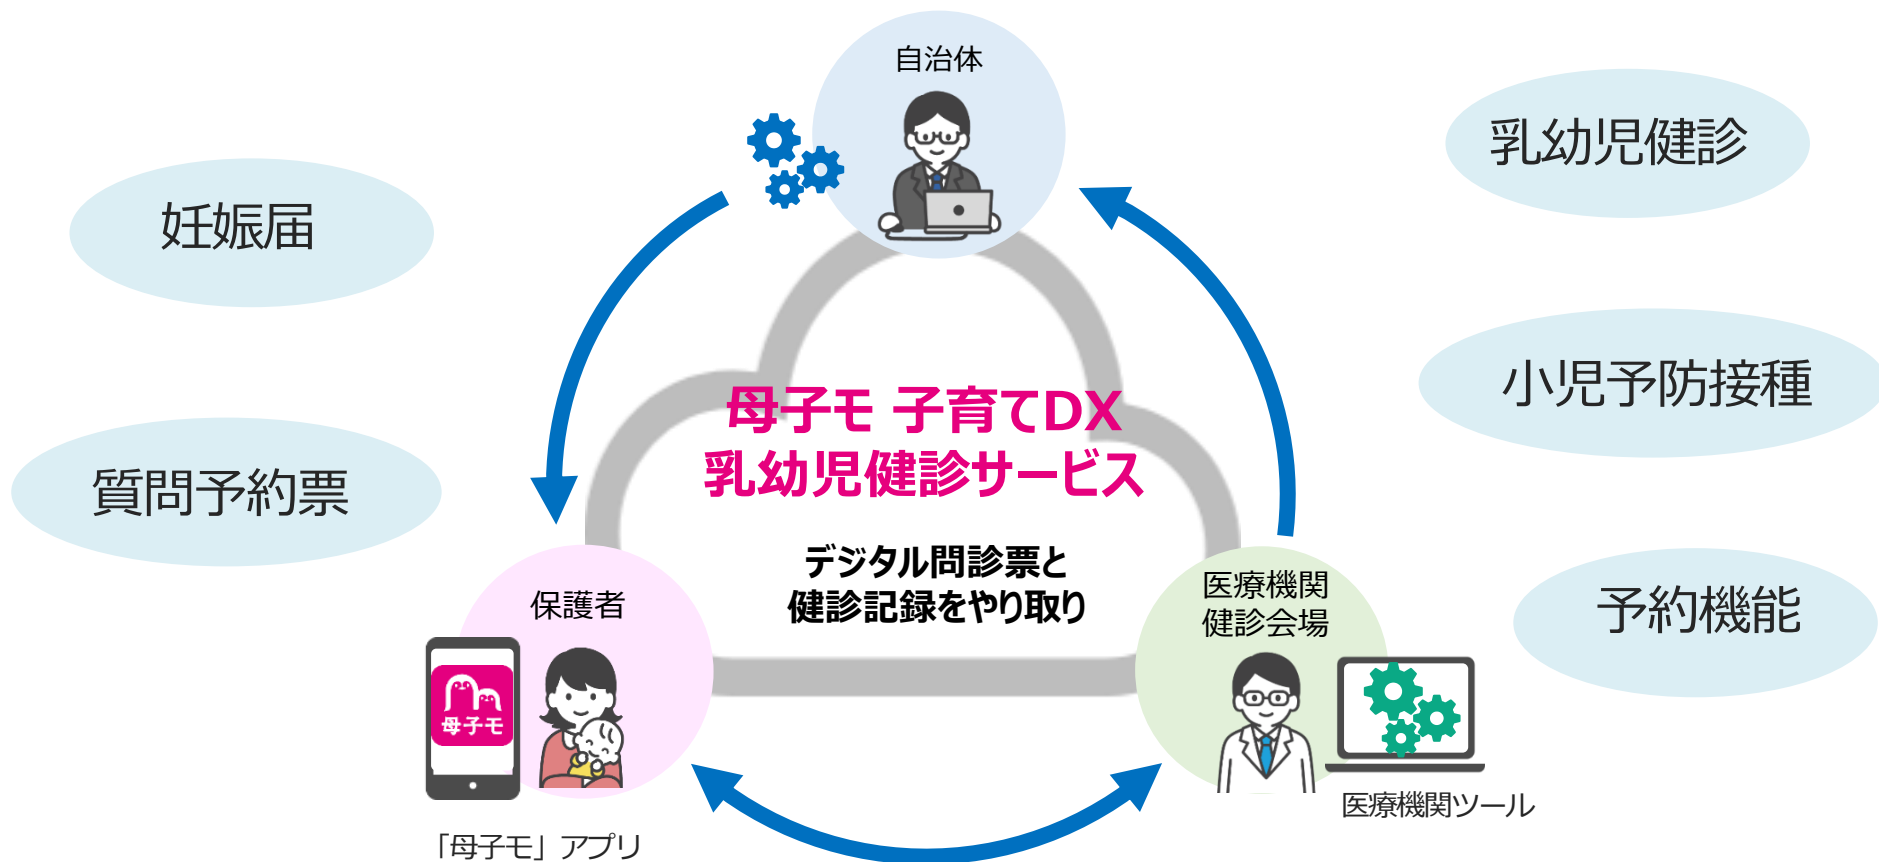 自治体
乳幼児健診
妊娠届
小児予防接種
母子モ 子育てDX
乳幼児健診サービス
質問予約票
デジタル問診票と
健診記録をやり取り
保護者
医療機関
健診会場
予約機能
母子モ
医療機関ツール
「母子モ」アプリ